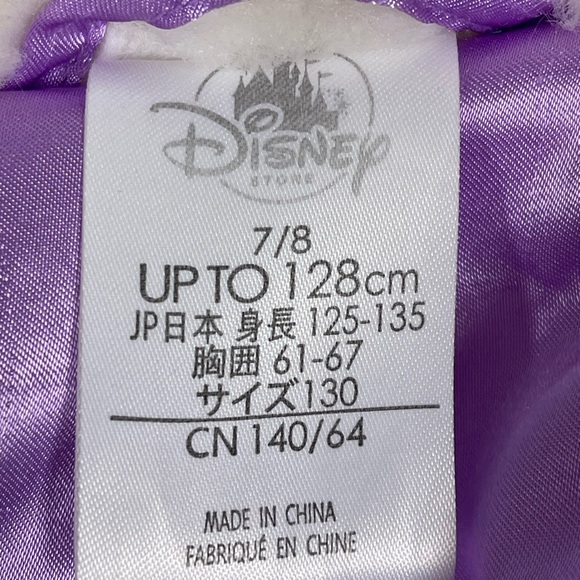 Disney
STORE
7/8
UP TO 128cm
JP日本 身長 125-135
胸囲 61-67
サイズ130
CN 140/64
MADE IN CHINA
FABRIQUÉ EN CHINE